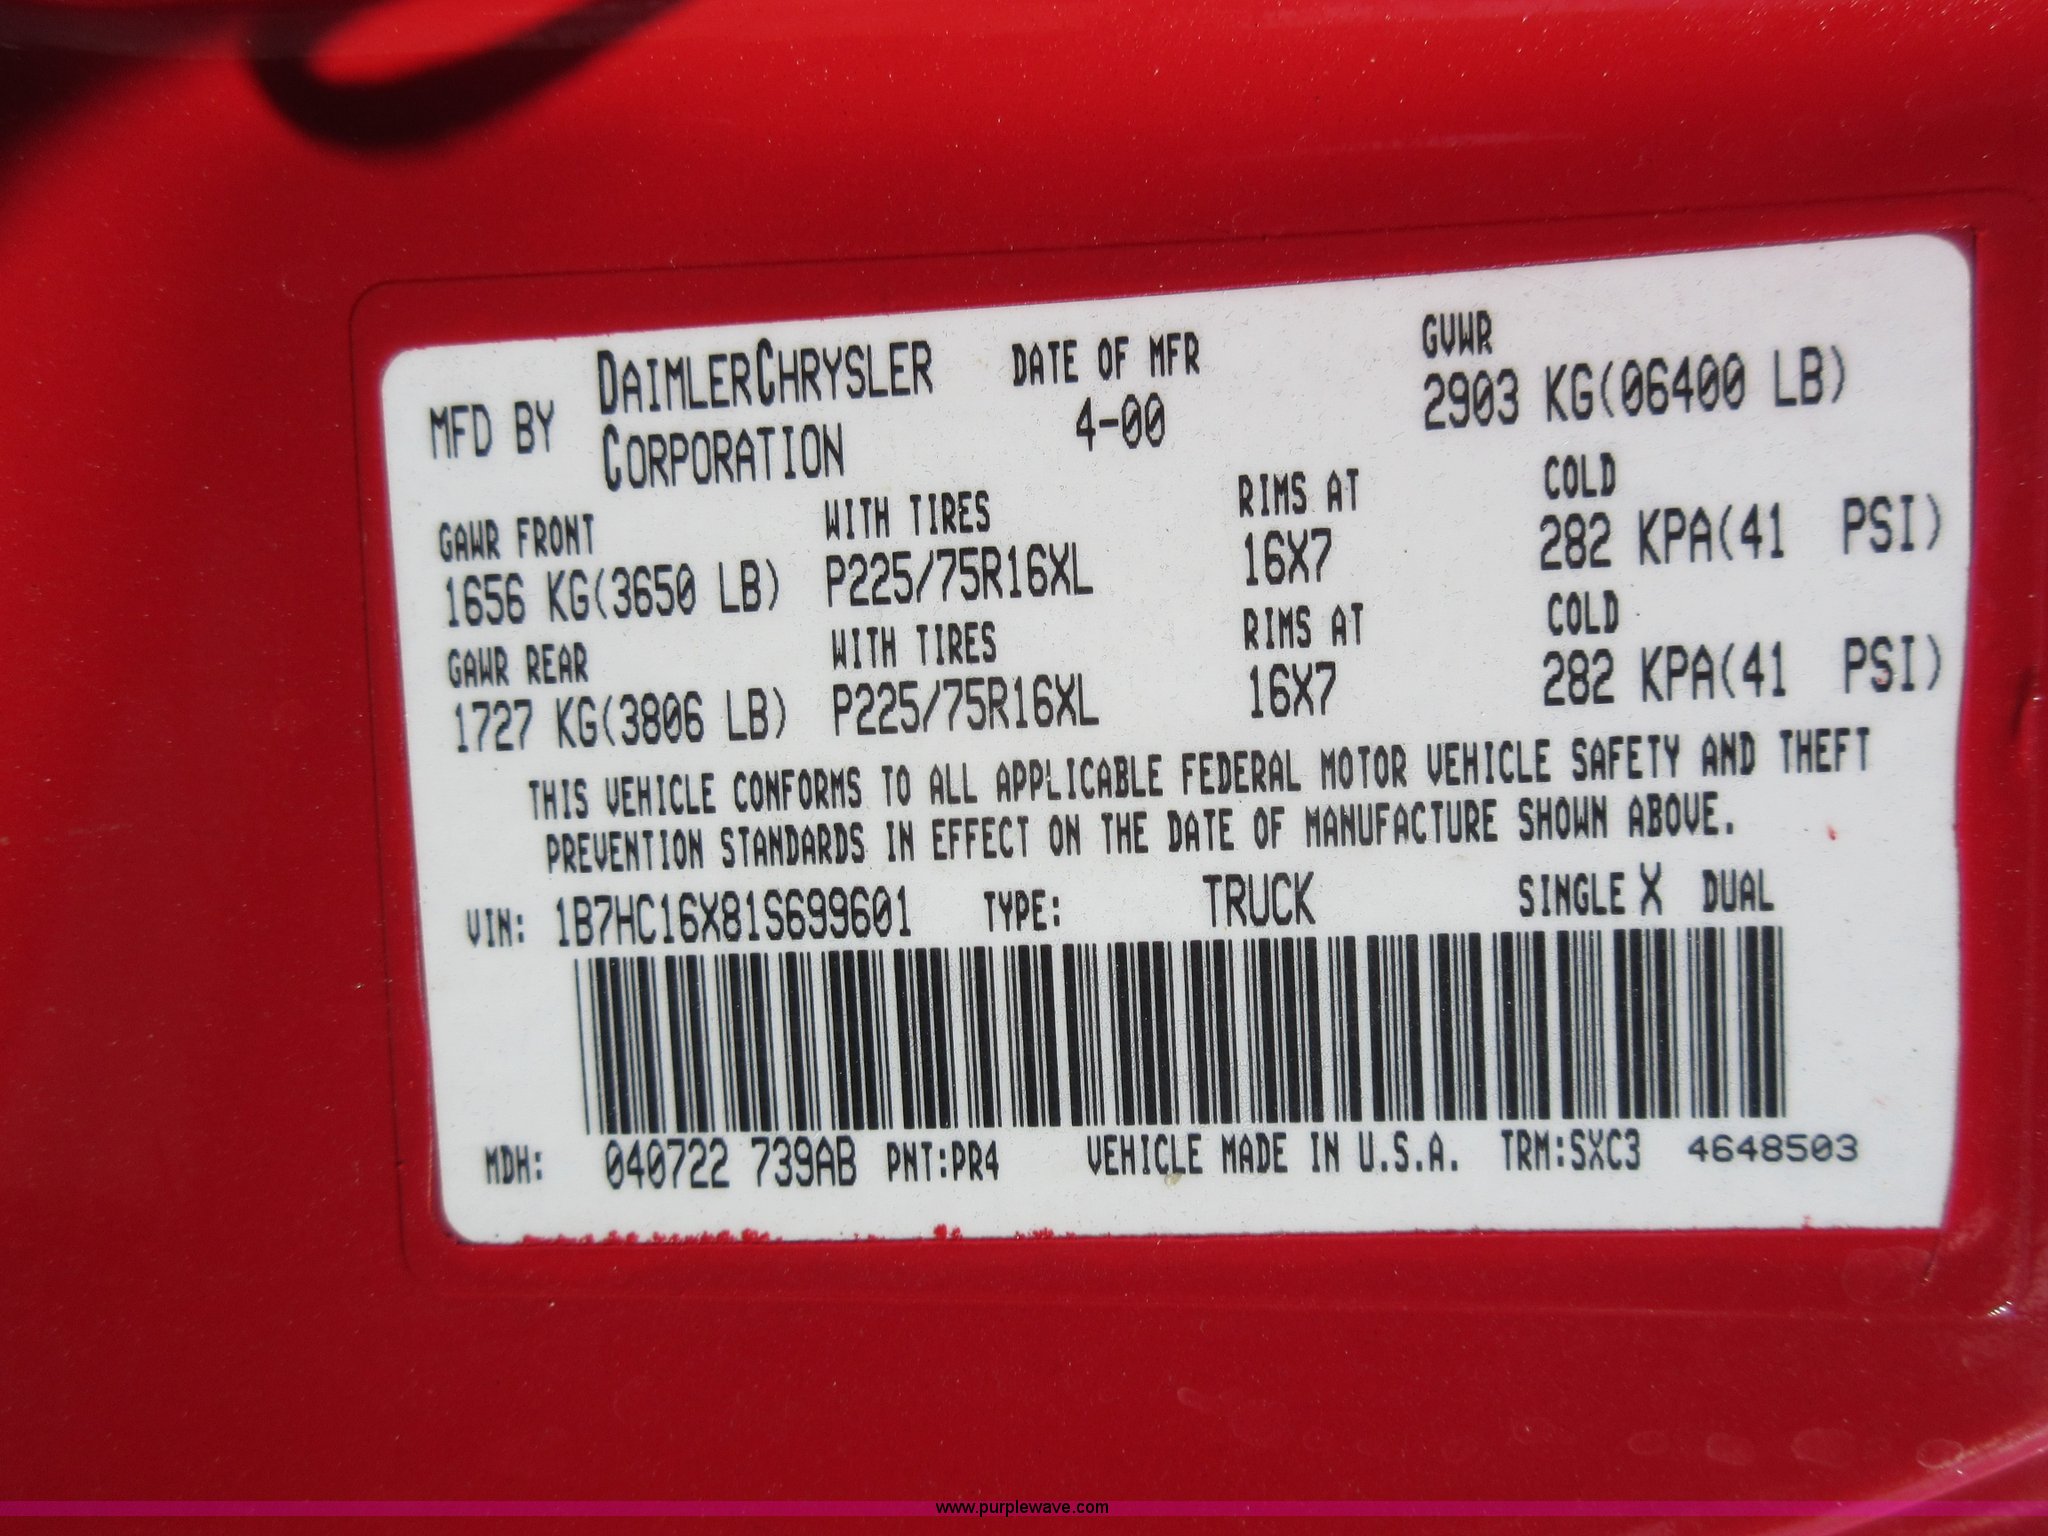 MFD BY DAIMLERCHRYSLER CORPORATION DATE OF MFR 4-00 GVWR 2903 KG(06400 LB)
GAWR FRONT WITH TIRES RIMS AT COLD
1656 KG(3650 LB) P225/75R16XL 16X7 282 KPA(41 PSI)
GAWR REAR WITH TIRES RIMS AT COLD
1727 KG(3806 LB) P225/75R16XL 16X7 282 KPA(41 PSI)
THIS VEHICLE CONFORMS TO ALL APPLICABLE FEDERAL MOTOR VEHICLE SAFETY AND THEFT
PREVENTION STANDARDS IN EFFECT ON THE DATE OF MANUFACTURE SHOWN ABOVE.
VIN: 1B7HC16X81S699601 TYPE: TRUCK SINGLE X DUAL
MDH: 040722 739AB PNT:PR4 VEHICLE MADE IN U.S.A. TRM:SXC3 4648503
www.purplewave.com